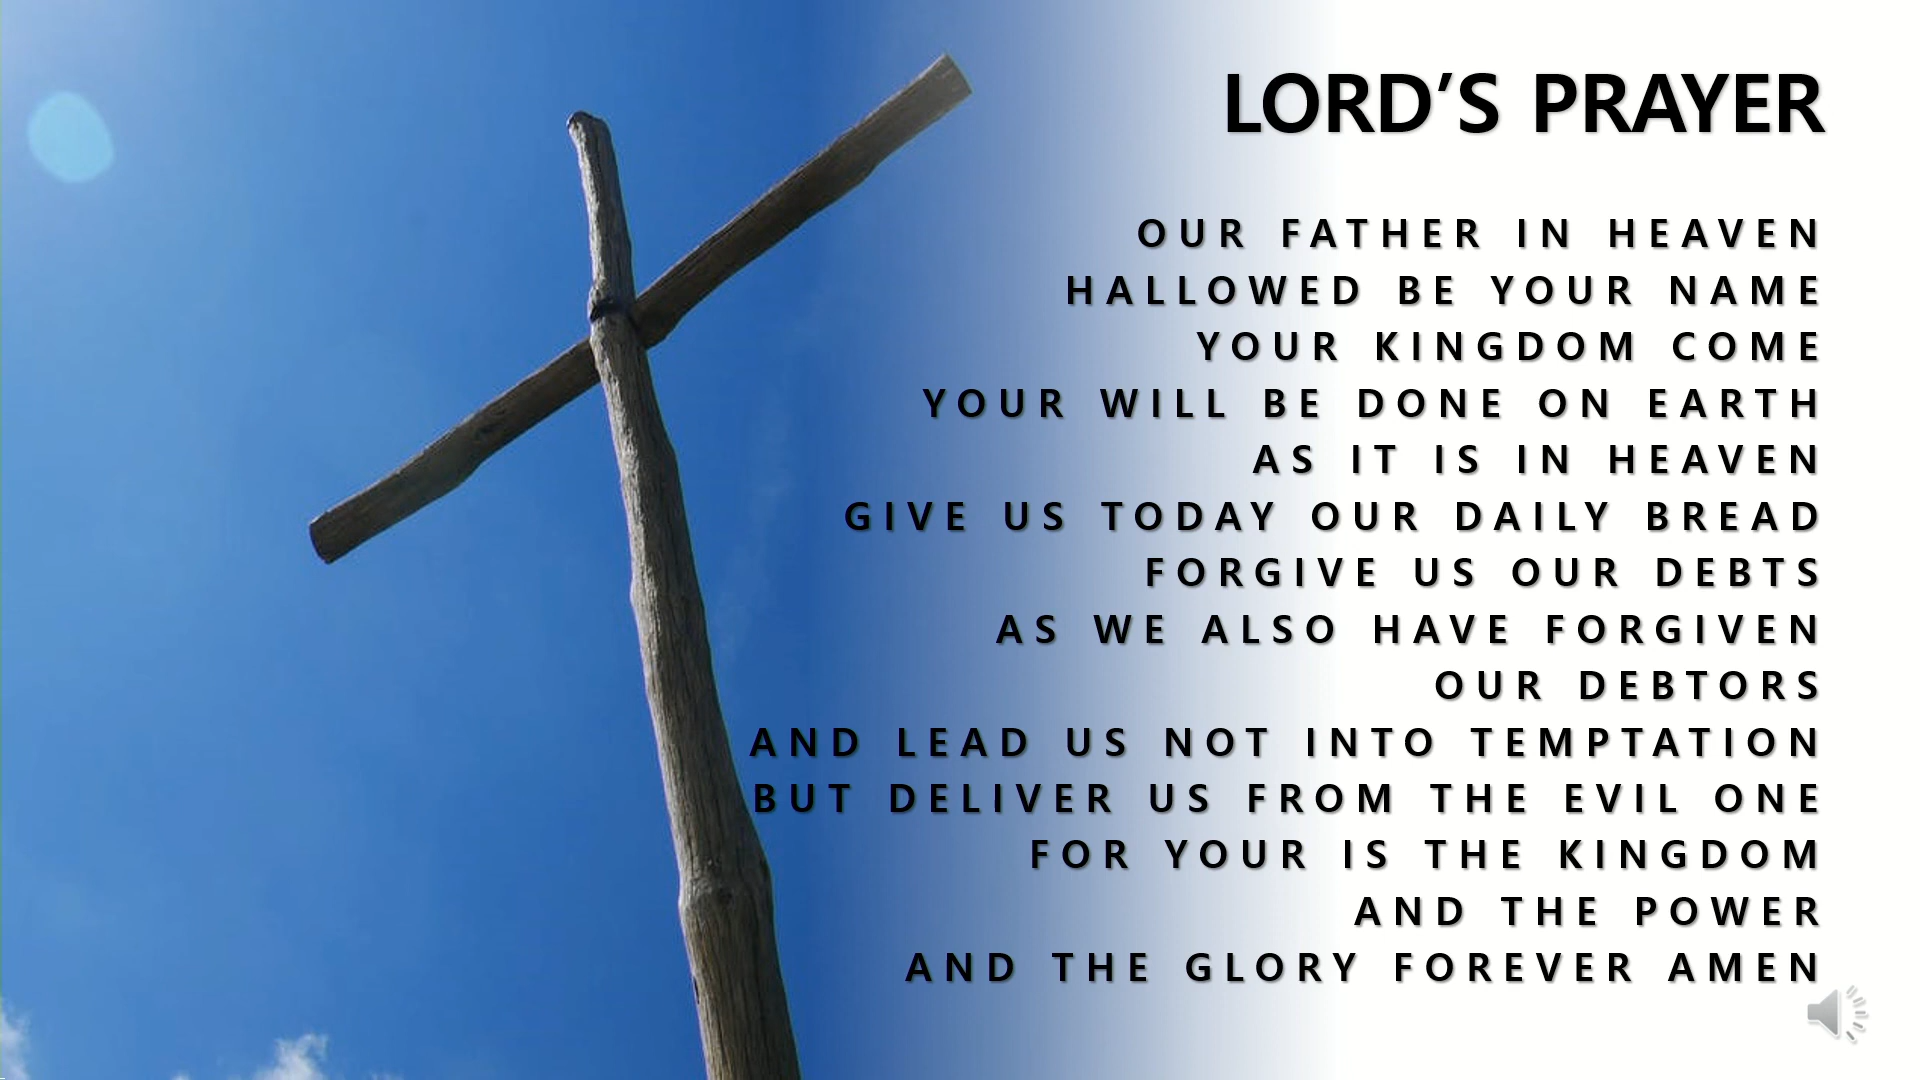 LORD’S PRAYER
OUR FATHER IN HEAVEN
HALLOWED BE YOUR NAME
YOUR KINGDOM COME
YOUR WILL BE DONE ON EARTH
AS IT IS IN HEAVEN
GIVE US TODAY OUR DAILY BREAD
FORGIVE US OUR DEBTS
AS WE ALSO HAVE FORGIVEN
OUR DEBTORS
AND LEAD US NOT INTO TEMPTATION
BUT DELIVER US FROM THE EVIL ONE
FOR YOUR IS THE KINGDOM
AND THE POWER
AND THE GLORY FOREVER AMEN